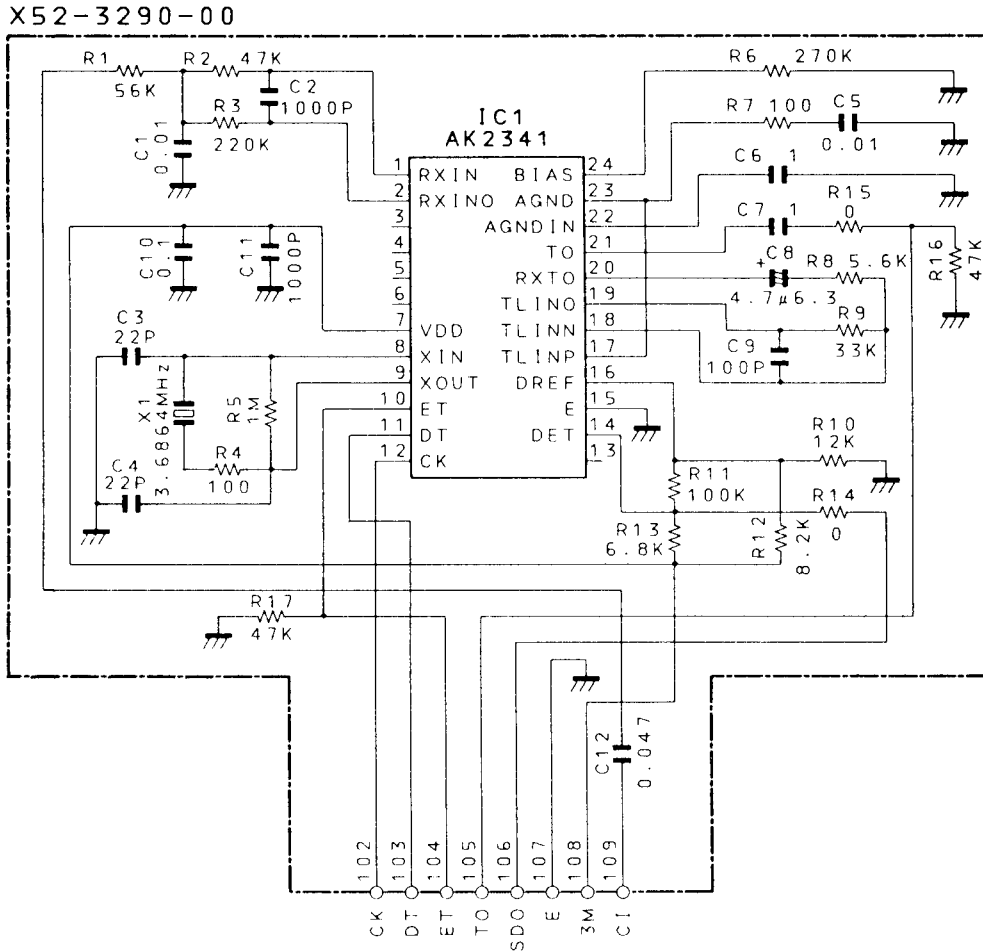 X52-3290-00
R1
56K
R2
47K
C2
1000P
R3
220K
C1
0.01
IC1
AK2341
R6
270K
R7
100
C5
0.01
C6
1
C7
1
R15
0
C8
+
4.7μ6.3
R8
5.6K
R16
47K
R9
33K
C9
100P
1
RXIN
2
RXINO
3
4
5
6
7
VDD
8
XIN
9
XOUT
10
ET
11
DT
12
CK
24
BIAS
23
AGND
22
AGNDIN
21
TO
20
RXTO
19
TLINO
18
TLINN
17
TLINP
16
DREF
15
E
14
DET
13
C10
0.1
C11
1000P
C3
22P
X1
3.6864MHz
R5
1M
R4
100
C4
22P
R10
12K
R11
100K
R14
0
R13
6.8K
R12
8.2K
R17
47K
C12
0.047
102
103
104
105
106
107
108
109
CK
DT
ET
TO
SDO
E
3M
CI